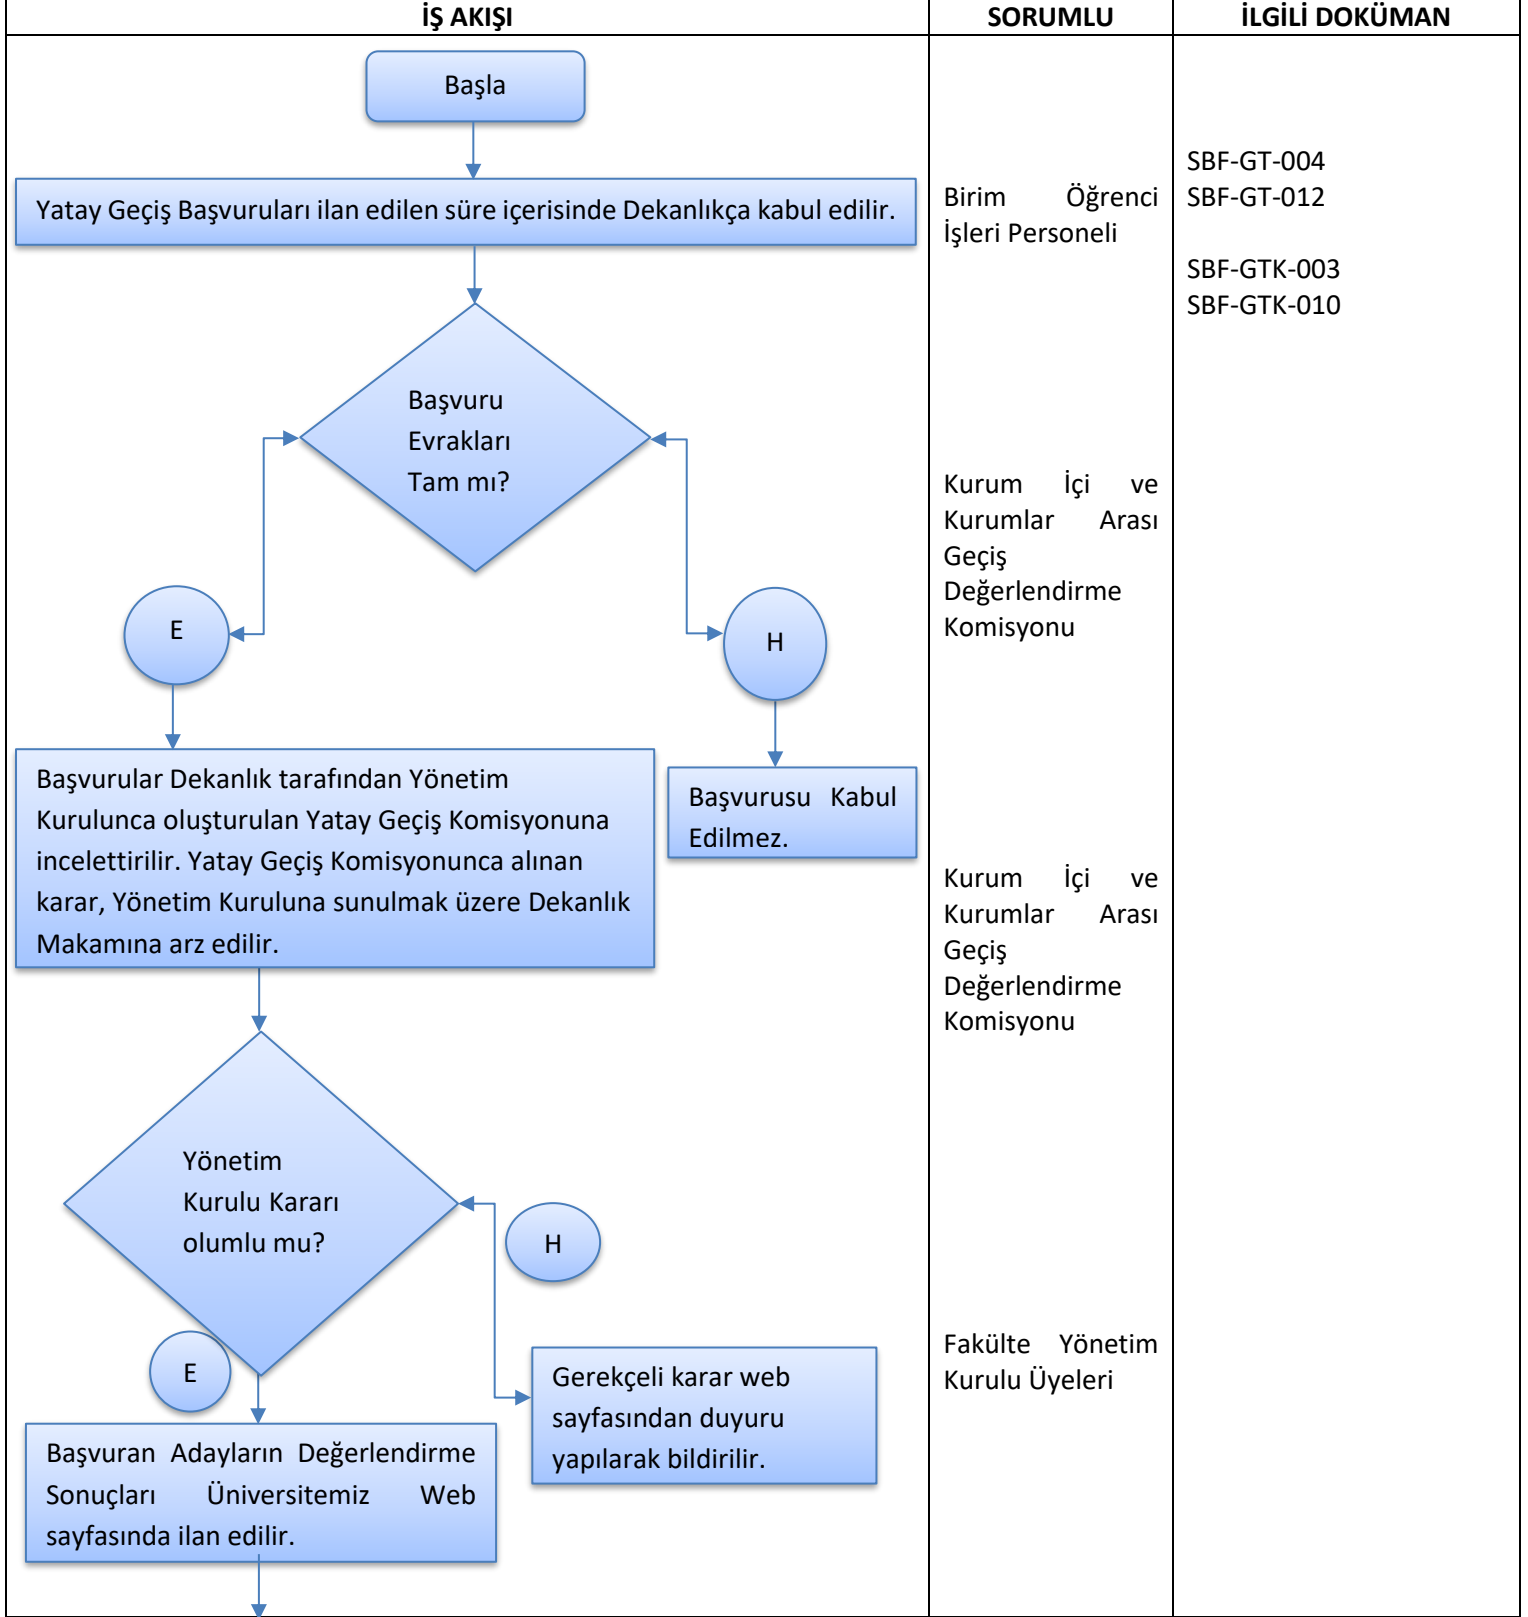 İŞ AKIŞI
SORUMLU
İLGİLİ DOKÜMAN
Başla
Yatay Geçiş Başvuruları ilan edilen süre içerisinde Dekanlıkça kabul edilir.
Birim Öğrenci
İşleri Personeli
SBF-GT-004
SBF-GT-012
SBF-GTK-003
SBF-GTK-010
Başvuru
Evrakları
Tam mı?
Kurum İçi ve
Kurumlar Arası
Geçiş
Değerlendirme
Komisyonu
E
H
Başvurular Dekanlık tarafından Yönetim
Kurulunca oluşturulan Yatay Geçiş Komisyonuna
incelettirilir. Yatay Geçiş Komisyonunca alınan
karar, Yönetim Kuruluna sunulmak üzere Dekanlık
Makamına arz edilir.
Başvurusu Kabul
Edilmez.
Kurum İçi ve
Kurumlar Arası
Geçiş
Değerlendirme
Komisyonu
Yönetim
Kurulu Kararı
olumlu mu?
H
E
Gerekçeli karar web
sayfasından duyuru
yapılarak bildirilir.
Fakülte Yönetim
Kurulu Üyeleri
Başvuran Adayların Değerlendirme
Sonuçları Üniversitemiz Web
sayfasında ilan edilir.